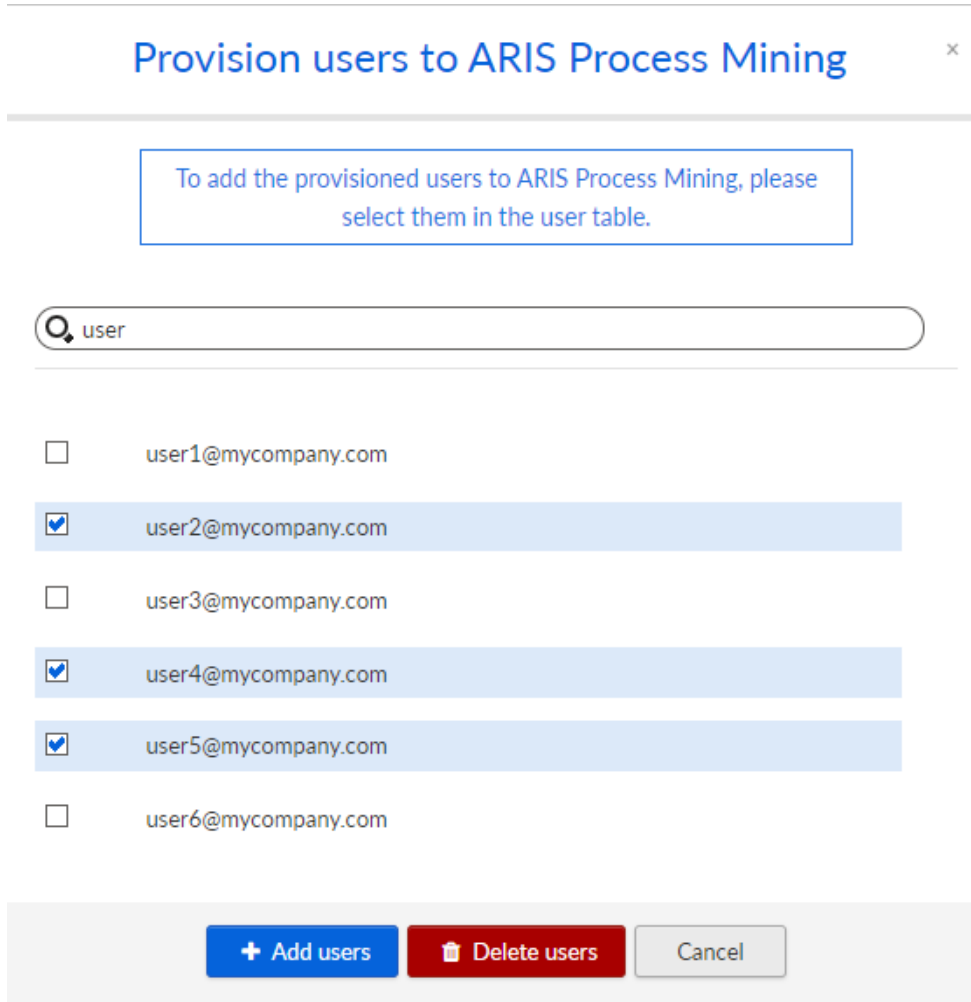 Provision users to ARIS Process Mining
×
To add the provisioned users to ARIS Process Mining, please
select them in the user table.
user
user1@mycompany.com
user2@mycompany.com
user3@mycompany.com
user4@mycompany.com
user5@mycompany.com
user6@mycompany.com
+ Add users
Delete users
Cancel